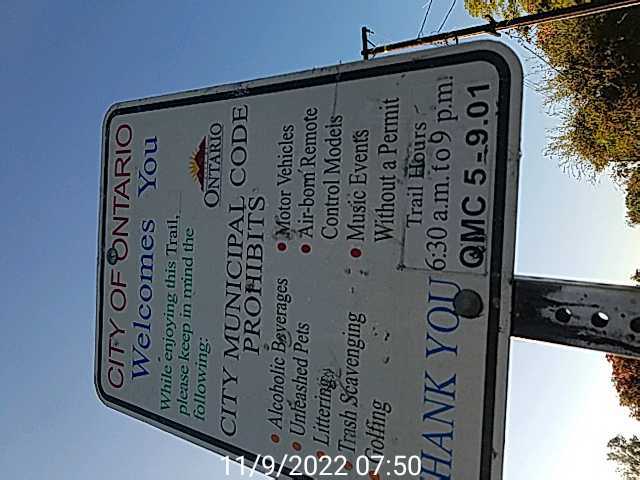 CITY OF ONTARIO
Welcomes You
While enjoying this Trail,
please keep in mind the
following:
ONTARIO
CITY MUNICIPAL CODE
PROHIBITS
Alcoholic Beverages
Unleashed Pets
Littering
Trash Scavenging
Golfing
Motor Vehicles
Air-born Remote
Control Models
Music Events
Without a Permit
Trail Hours
6:30 a.m. to 9 p.m.
HANK YOU
QMC 5-9.01
11/9/2022 07:50